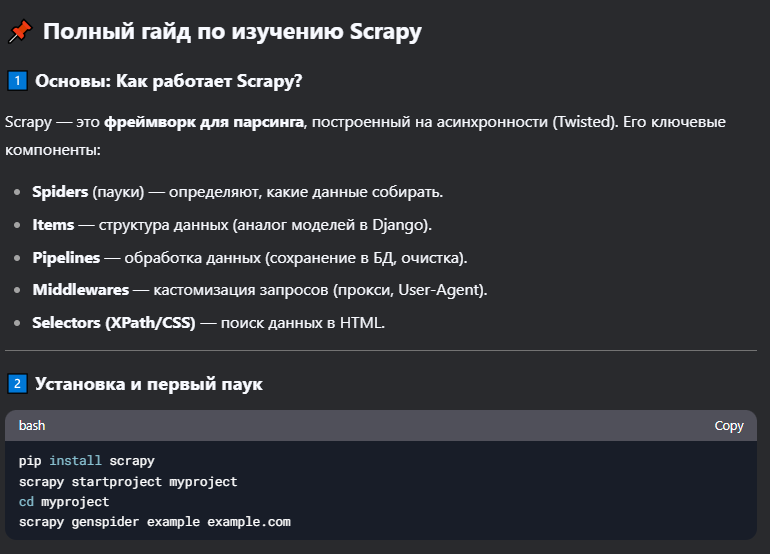 📌 Полный гайд по изучению Scrapy
1 Основы: Как работает Scrapy?
Scrapy — это фреймворк для парсинга, построенный на асинхронности (Twisted). Его ключевые
компоненты:
• Spiders (пауки) — определяют, какие данные собирать.
• Items — структура данных (аналог моделей в Django).
• Pipelines — обработка данных (сохранение в БД, очистка).
• Middlewares — кастомизация запросов (прокси, User-Agent).
• Selectors (XPath/CSS) — поиск данных в HTML.
2 Установка и первый паук
bash Copy
pip install scrapy
scrapy startproject myproject
cd myproject
scrapy genspider example example.com